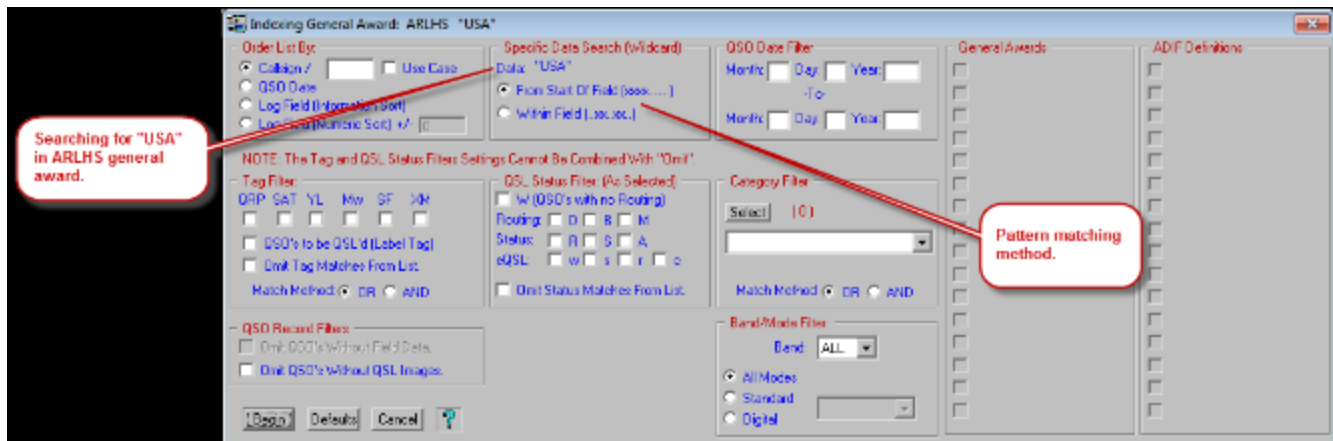 Indexing General Award: ARLHS "USA"
Order List By:
Callsign /
Use Case
QSO Date
Log Field (Information Sort)
Log Field (Numeric Sort) +/-
0
Specific Data Search (Wildcard)
Data: "USA"
From Start Of Field (xxxx.....)
Within Field (..xx.xx..)
QSO Date Filter
Month: Day: Year:
-To-
Month: Day: Year:
General Awards
ADIF Definitions
Searching for "USA"
in ARLHS general
award.
NOTE: The Tag and QSL Status Filters Settings Cannot Be Combined With "Omit".
Tag Filter:
QRP SAT YL Mw SF XM
QSO's to be QSL'd (Label Tag)
Omit Tag Matches From List.
Match Method: OR AND
QSL Status Filter: (As Selected)
W (QSO's with no Routing)
Routing: D B M
Status: R S A
eQSL: w s r e
Omit Status Matches From List.
Category Filter
Select (0)
Match Method OR AND
Pattern matching
method.
QSO Record Filters
Omit QSO's Without Field Data.
Omit QSO's Without QSL Images.
Band/Mode Filter
Band: ALL
All Modes
Standard
Digital
Begin Defaults Cancel ?